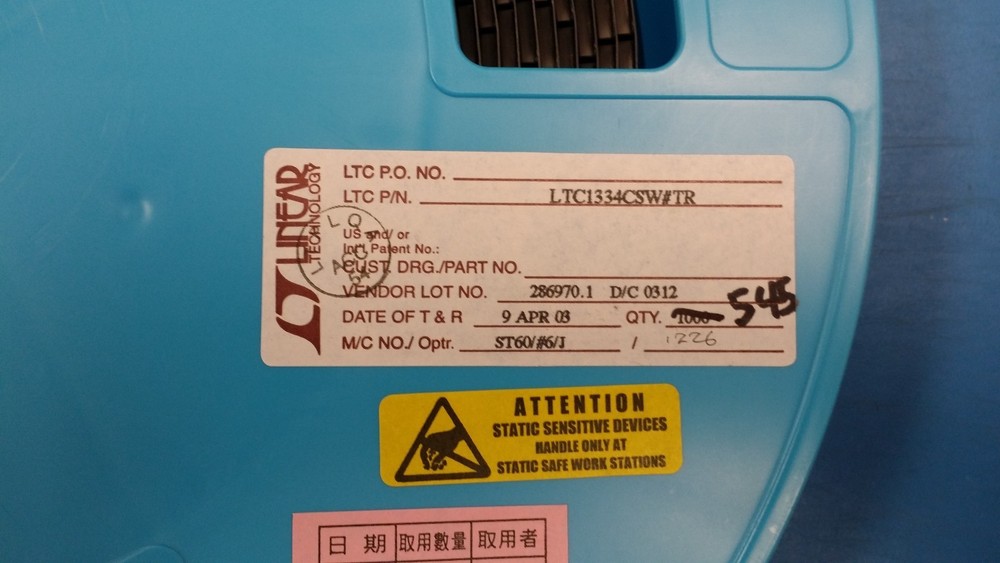 LINEAR
TECHNOLOGY
LTC P.O. NO.
LTC P/N. LTC1334CSW#TR
US and/ or
Int'l. Patent No.:
CUST. DRG./PART NO.
VENDOR LOT NO. 286970.1 D/C 0312
DATE OF T & R 9 APR 03 QTY. 1000 545
M/C NO./ Optr. ST60/#6/J / 1226
ATTENTION
STATIC SENSITIVE DEVICES
HANDLE ONLY AT
STATIC SAFE WORK STATIONS
日 期 取用數量 取用者